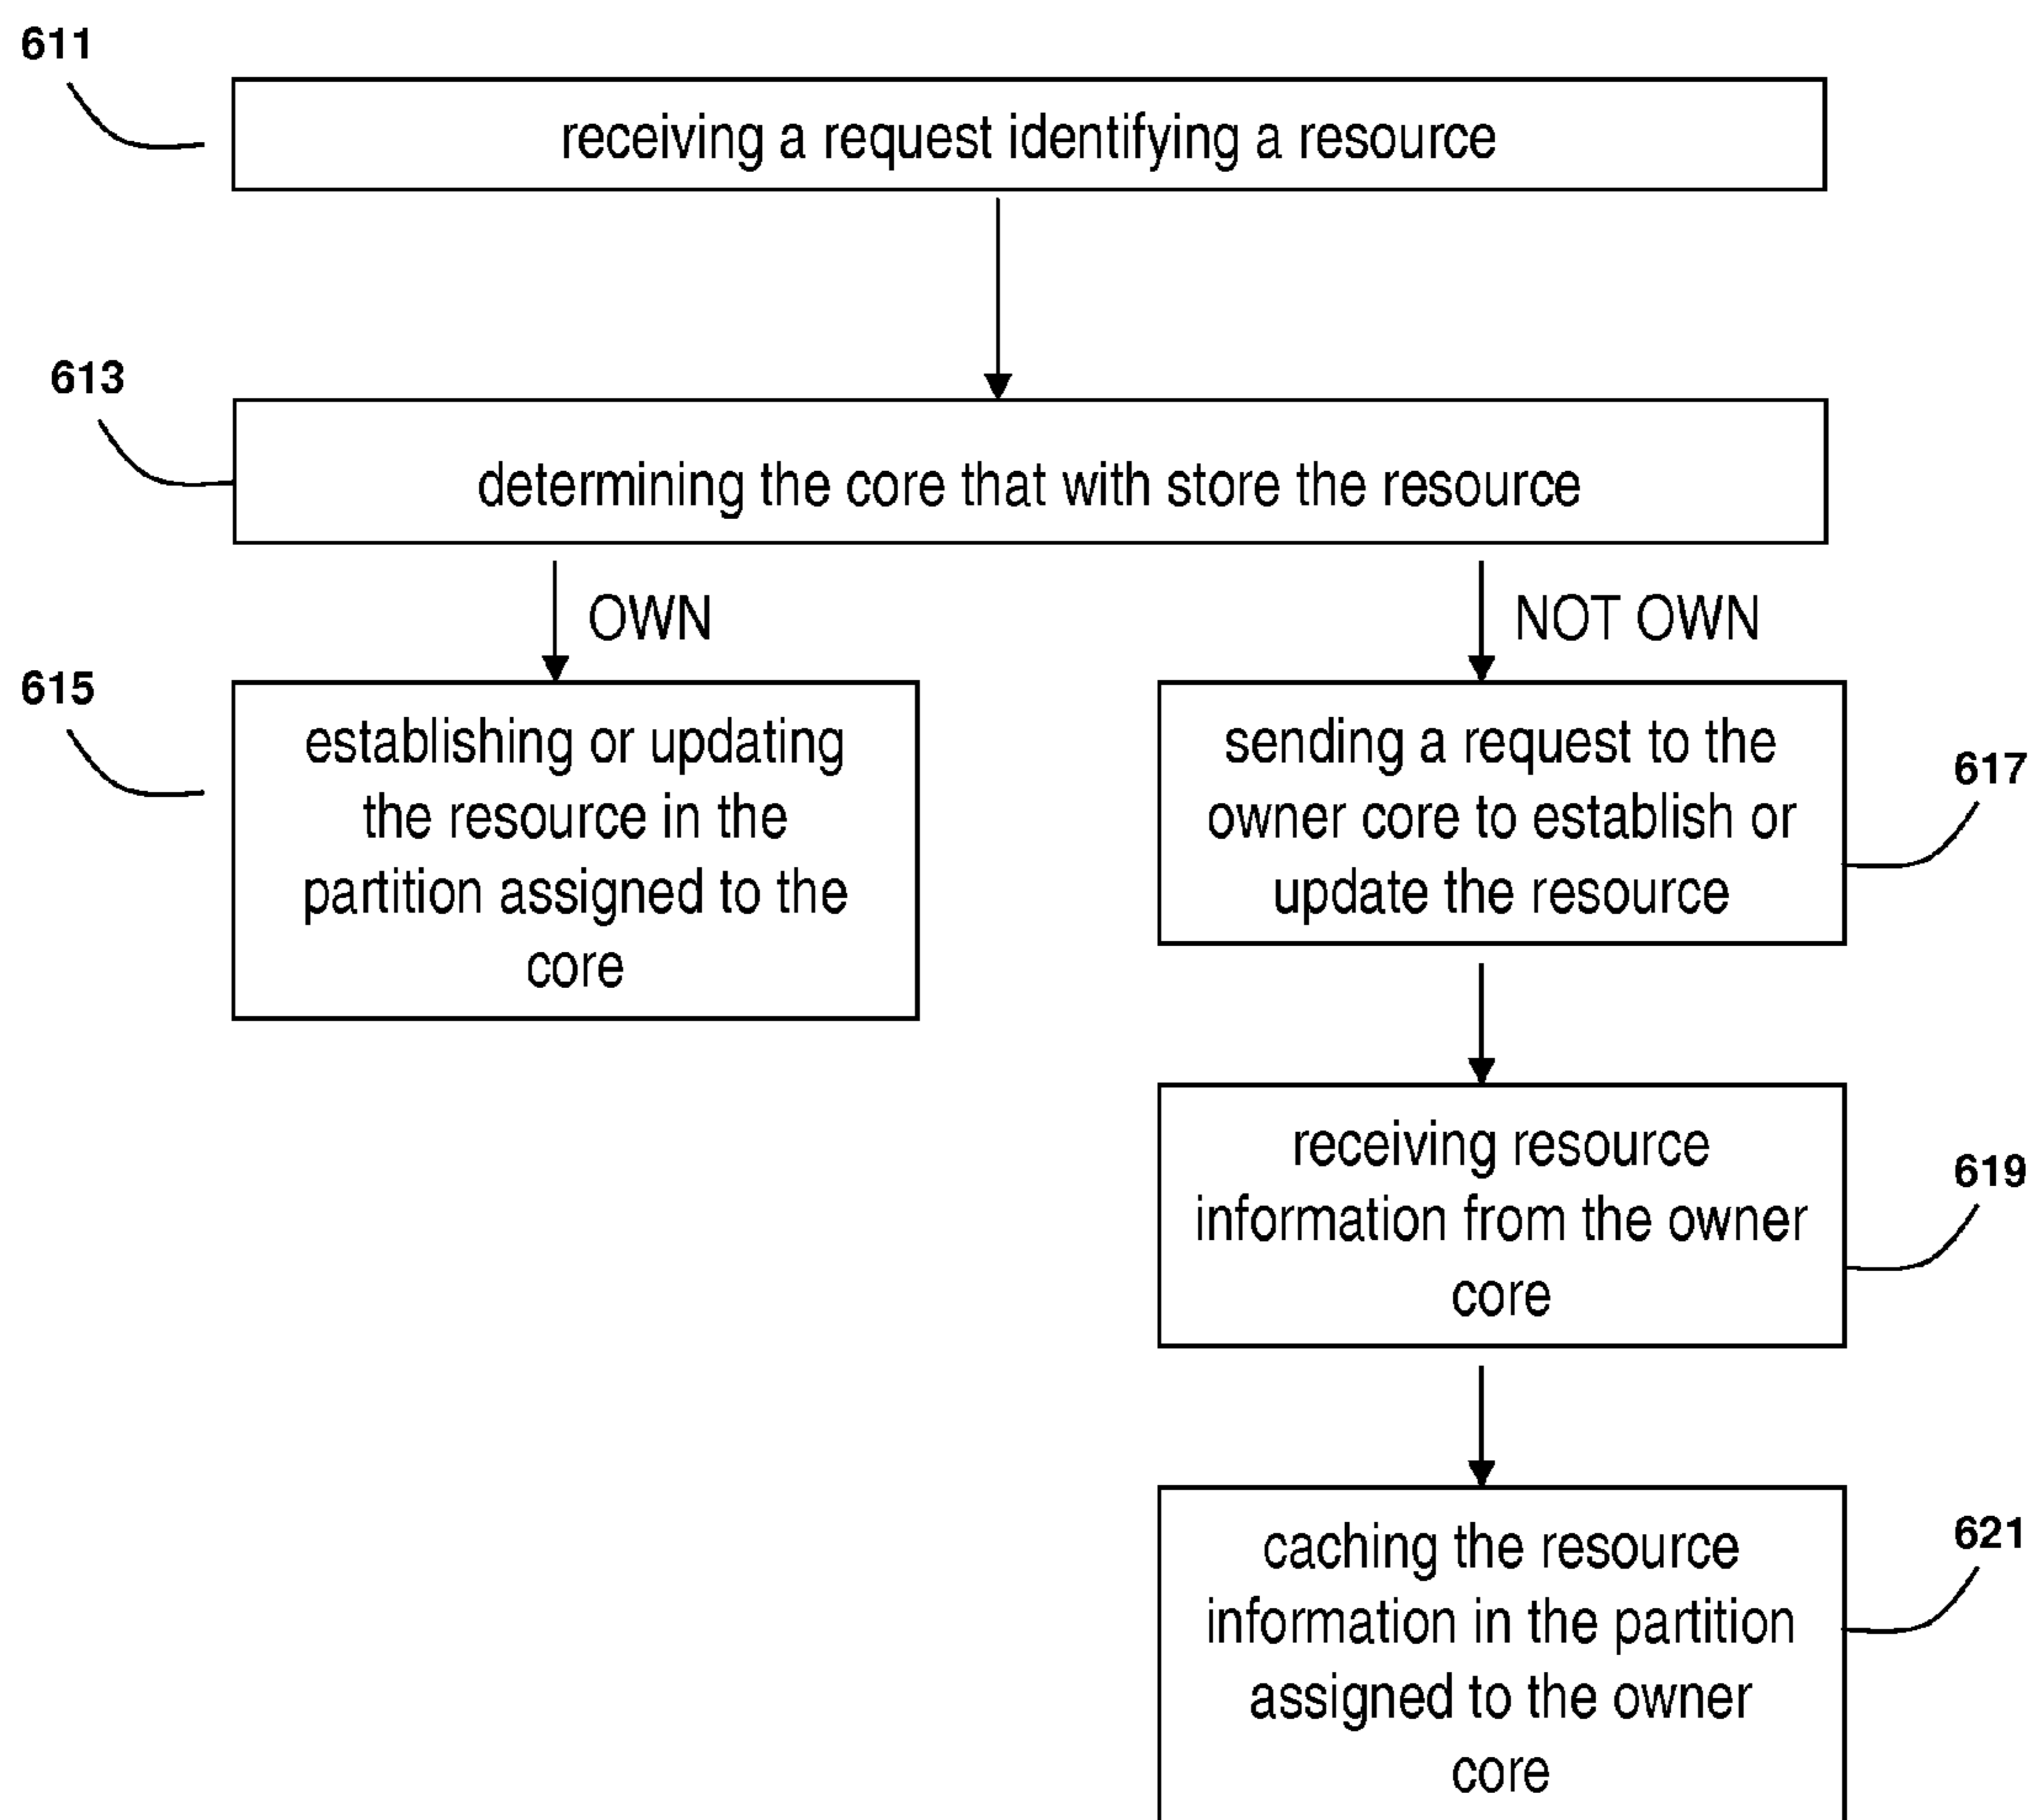 611
receiving a request identifying a resource
613
determining the core that with store the resource
OWN
NOT OWN
615
establishing or updating
the resource in the
partition assigned to the
core
sending a request to the
owner core to establish or
update the resource
617
receiving resource
information from the owner
core
619
caching the resource
information in the partition
assigned to the owner
core
621